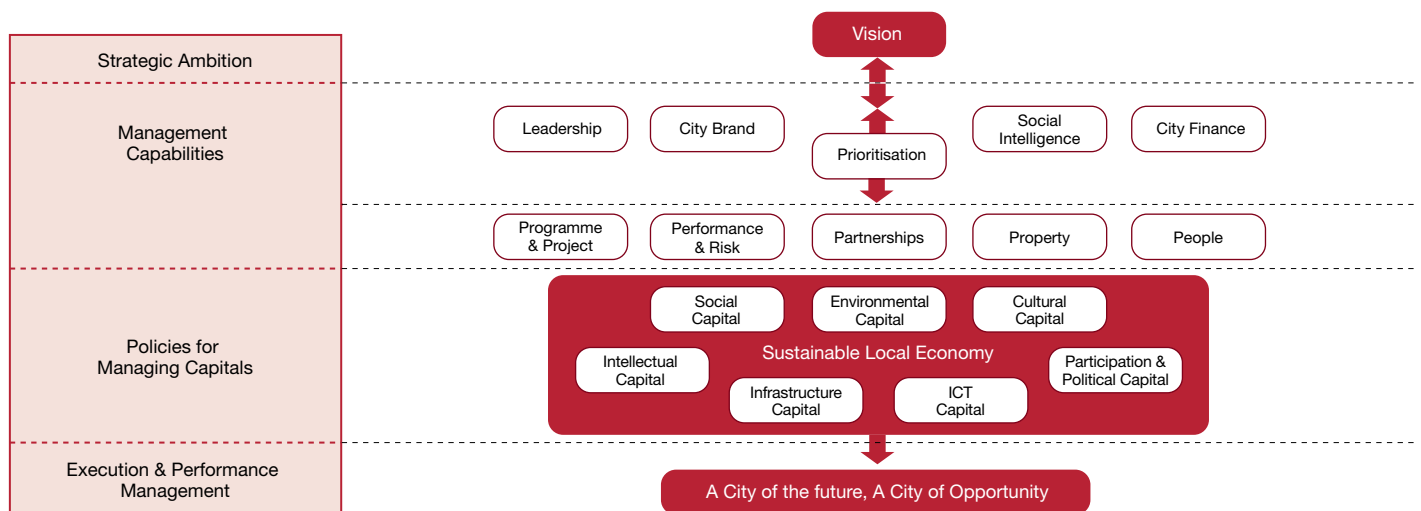 Vision
Strategic Ambition
Management
Capabilities
Leadership
City Brand
Prioritisation
Social
Intelligence
City Finance
Programme
& Project
Performance
& Risk
Partnerships
Property
People
Policies for
Managing Capitals
Social
Capital
Environmental
Capital
Cultural
Capital
Sustainable Local Economy
Intellectual
Capital
Infrastructure
Capital
ICT
Capital
Participation &
Political Capital
Execution & Performance
Management
A City of the future, A City of Opportunity